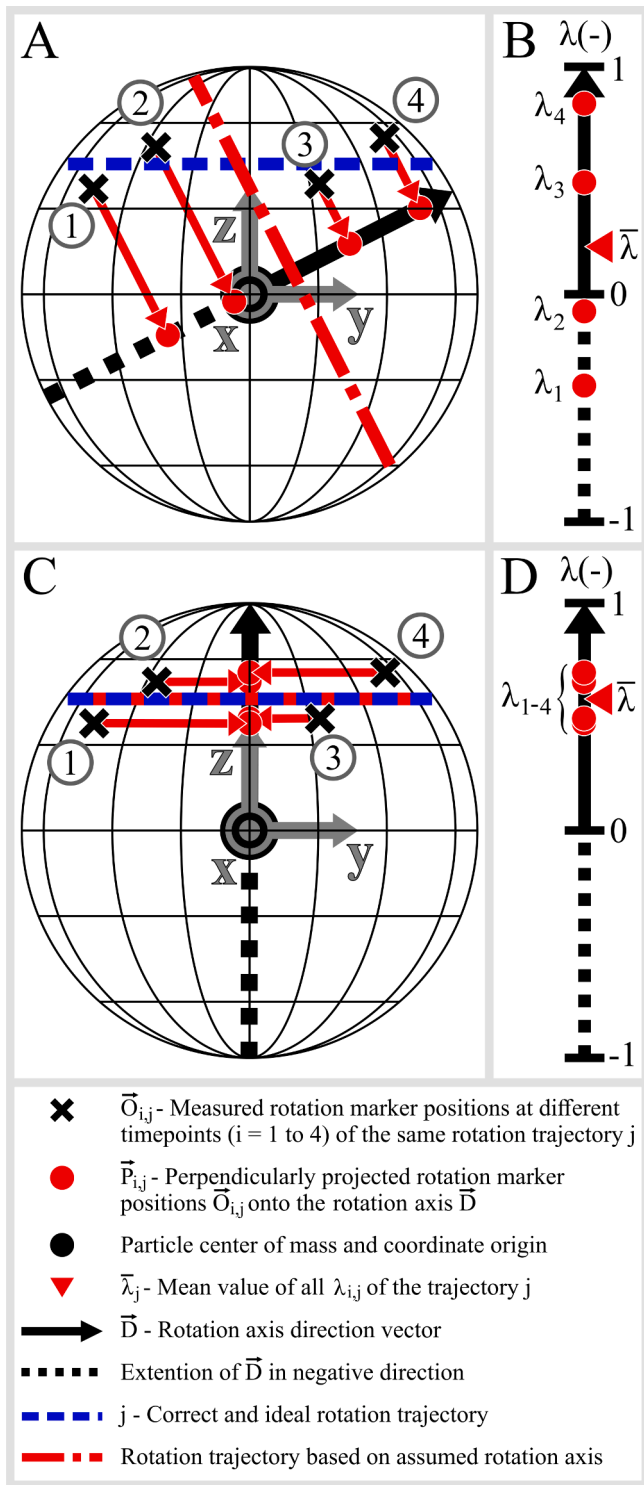 A
2
4
3
1
z
x
y
B
λ(-)
1
λ4
λ3
λ̄
0
λ2
λ1
-1
C
2
4
1
3
z
x
y
D
λ(-)
1
λ1-4
λ̄
0
-1
O⃗i,j - Measured rotation marker positions at different
timepoints (i = 1 to 4) of the same rotation trajectory j
P⃗i,j - Perpendicularly projected rotation marker
positions O⃗i,j onto the rotation axis D⃗
Particle center of mass and coordinate origin
λ̄j - Mean value of all λi,j of the trajectory j
D⃗ - Rotation axis direction vector
Extention of D⃗ in negative direction
j - Correct and ideal rotation trajectory
Rotation trajectory based on assumed rotation axis